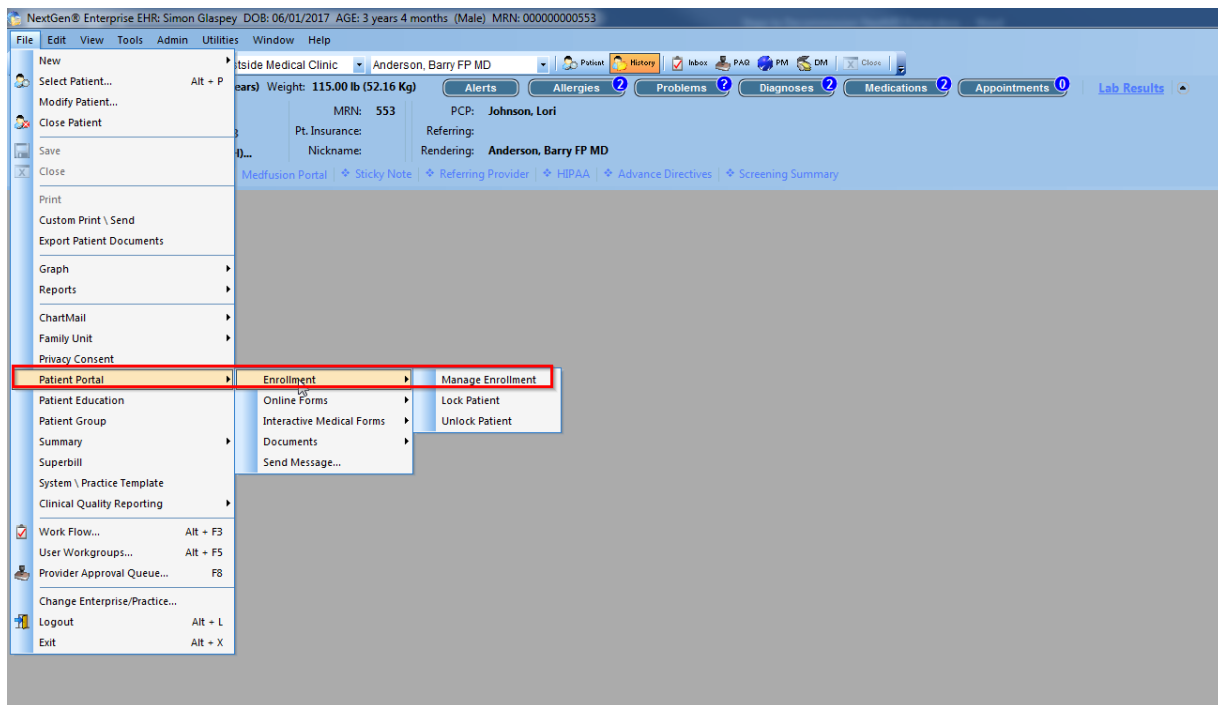 NextGen® Enterprise EHR: Simon Glaspey DOB: 06/01/2017 AGE: 3 years 4 months (Male) MRN: 000000000553
File Edit View Tools Admin Utilities Window Help
tside Medical Clinic Anderson, Barry FP MD Patient History Inbox PAQ PM DM Close
ears) Weight: 115.00 lb (52.16 Kg) Alerts Allergies 2 Problems ? Diagnoses 2 Medications 2 Appointments 0 Lab Results
MRN: 553 PCP: Johnson, Lori
Pt. Insurance: Referring:
Nickname: Rendering: Anderson, Barry FP MD
Medfusion Portal Sticky Note Referring Provider HIPAA Advance Directives Screening Summary
New
Select Patient... Alt + P
Modify Patient...
Close Patient
Save
Close
Print
Custom Print \ Send
Export Patient Documents
Graph
Reports
ChartMail
Family Unit
Privacy Consent
Patient Portal Enrollment Manage Enrollment
Patient Education Online Forms Lock Patient
Patient Group Interactive Medical Forms Unlock Patient
Summary Documents
Superbill Send Message...
System \ Practice Template
Clinical Quality Reporting
Work Flow... Alt + F3
User Workgroups... Alt + F5
Provider Approval Queue... F8
Change Enterprise/Practice...
Logout Alt + L
Exit Alt + X